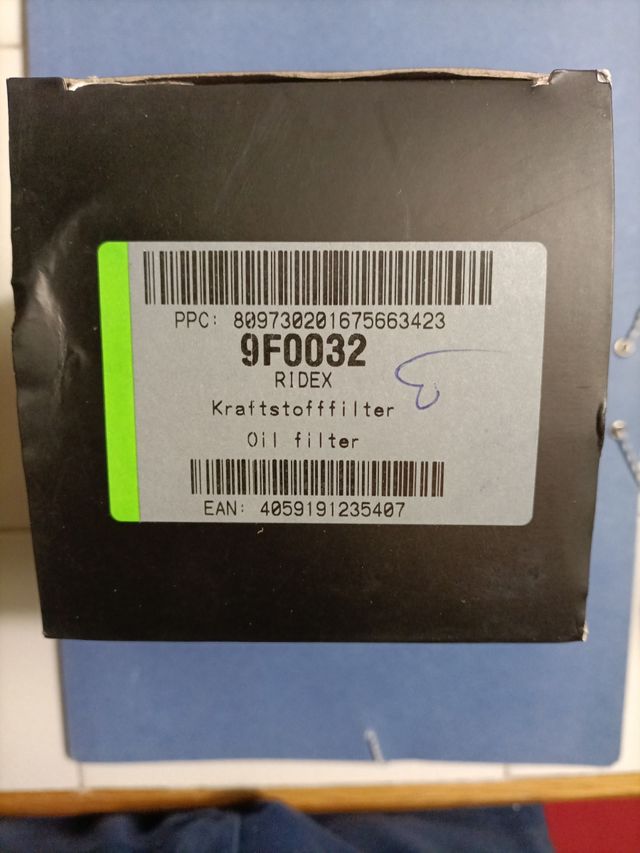 PPC: 809730201675663423
9F0032
RIDEX
Kraftstofffilter
Oil filter
EAN: 4059191235407